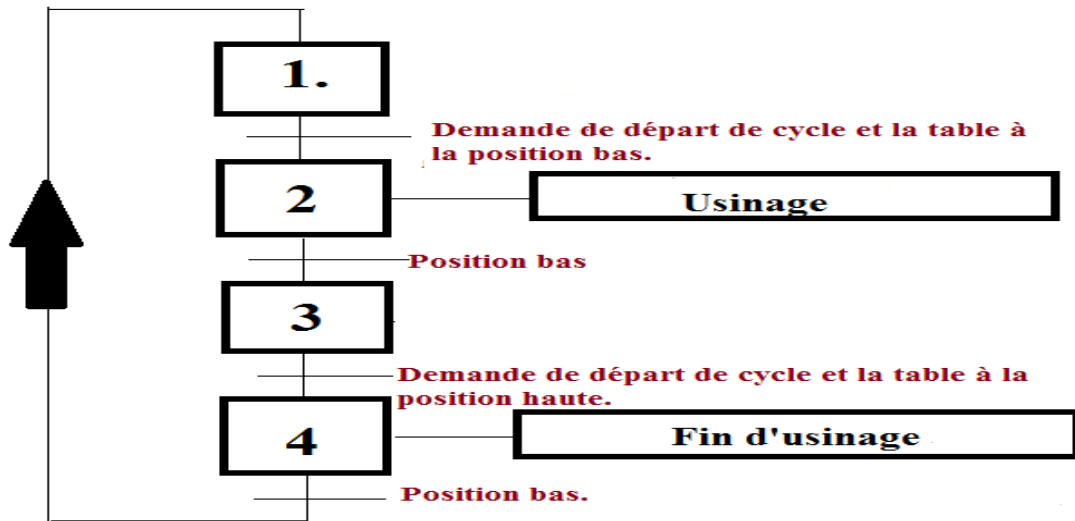 1.
Demande de départ de cycle et la table à
la position bas.
2
Usinage
Position bas
3
Demande de départ de cycle et la table à la
position haute.
4
Fin d'usinage
Position bas.